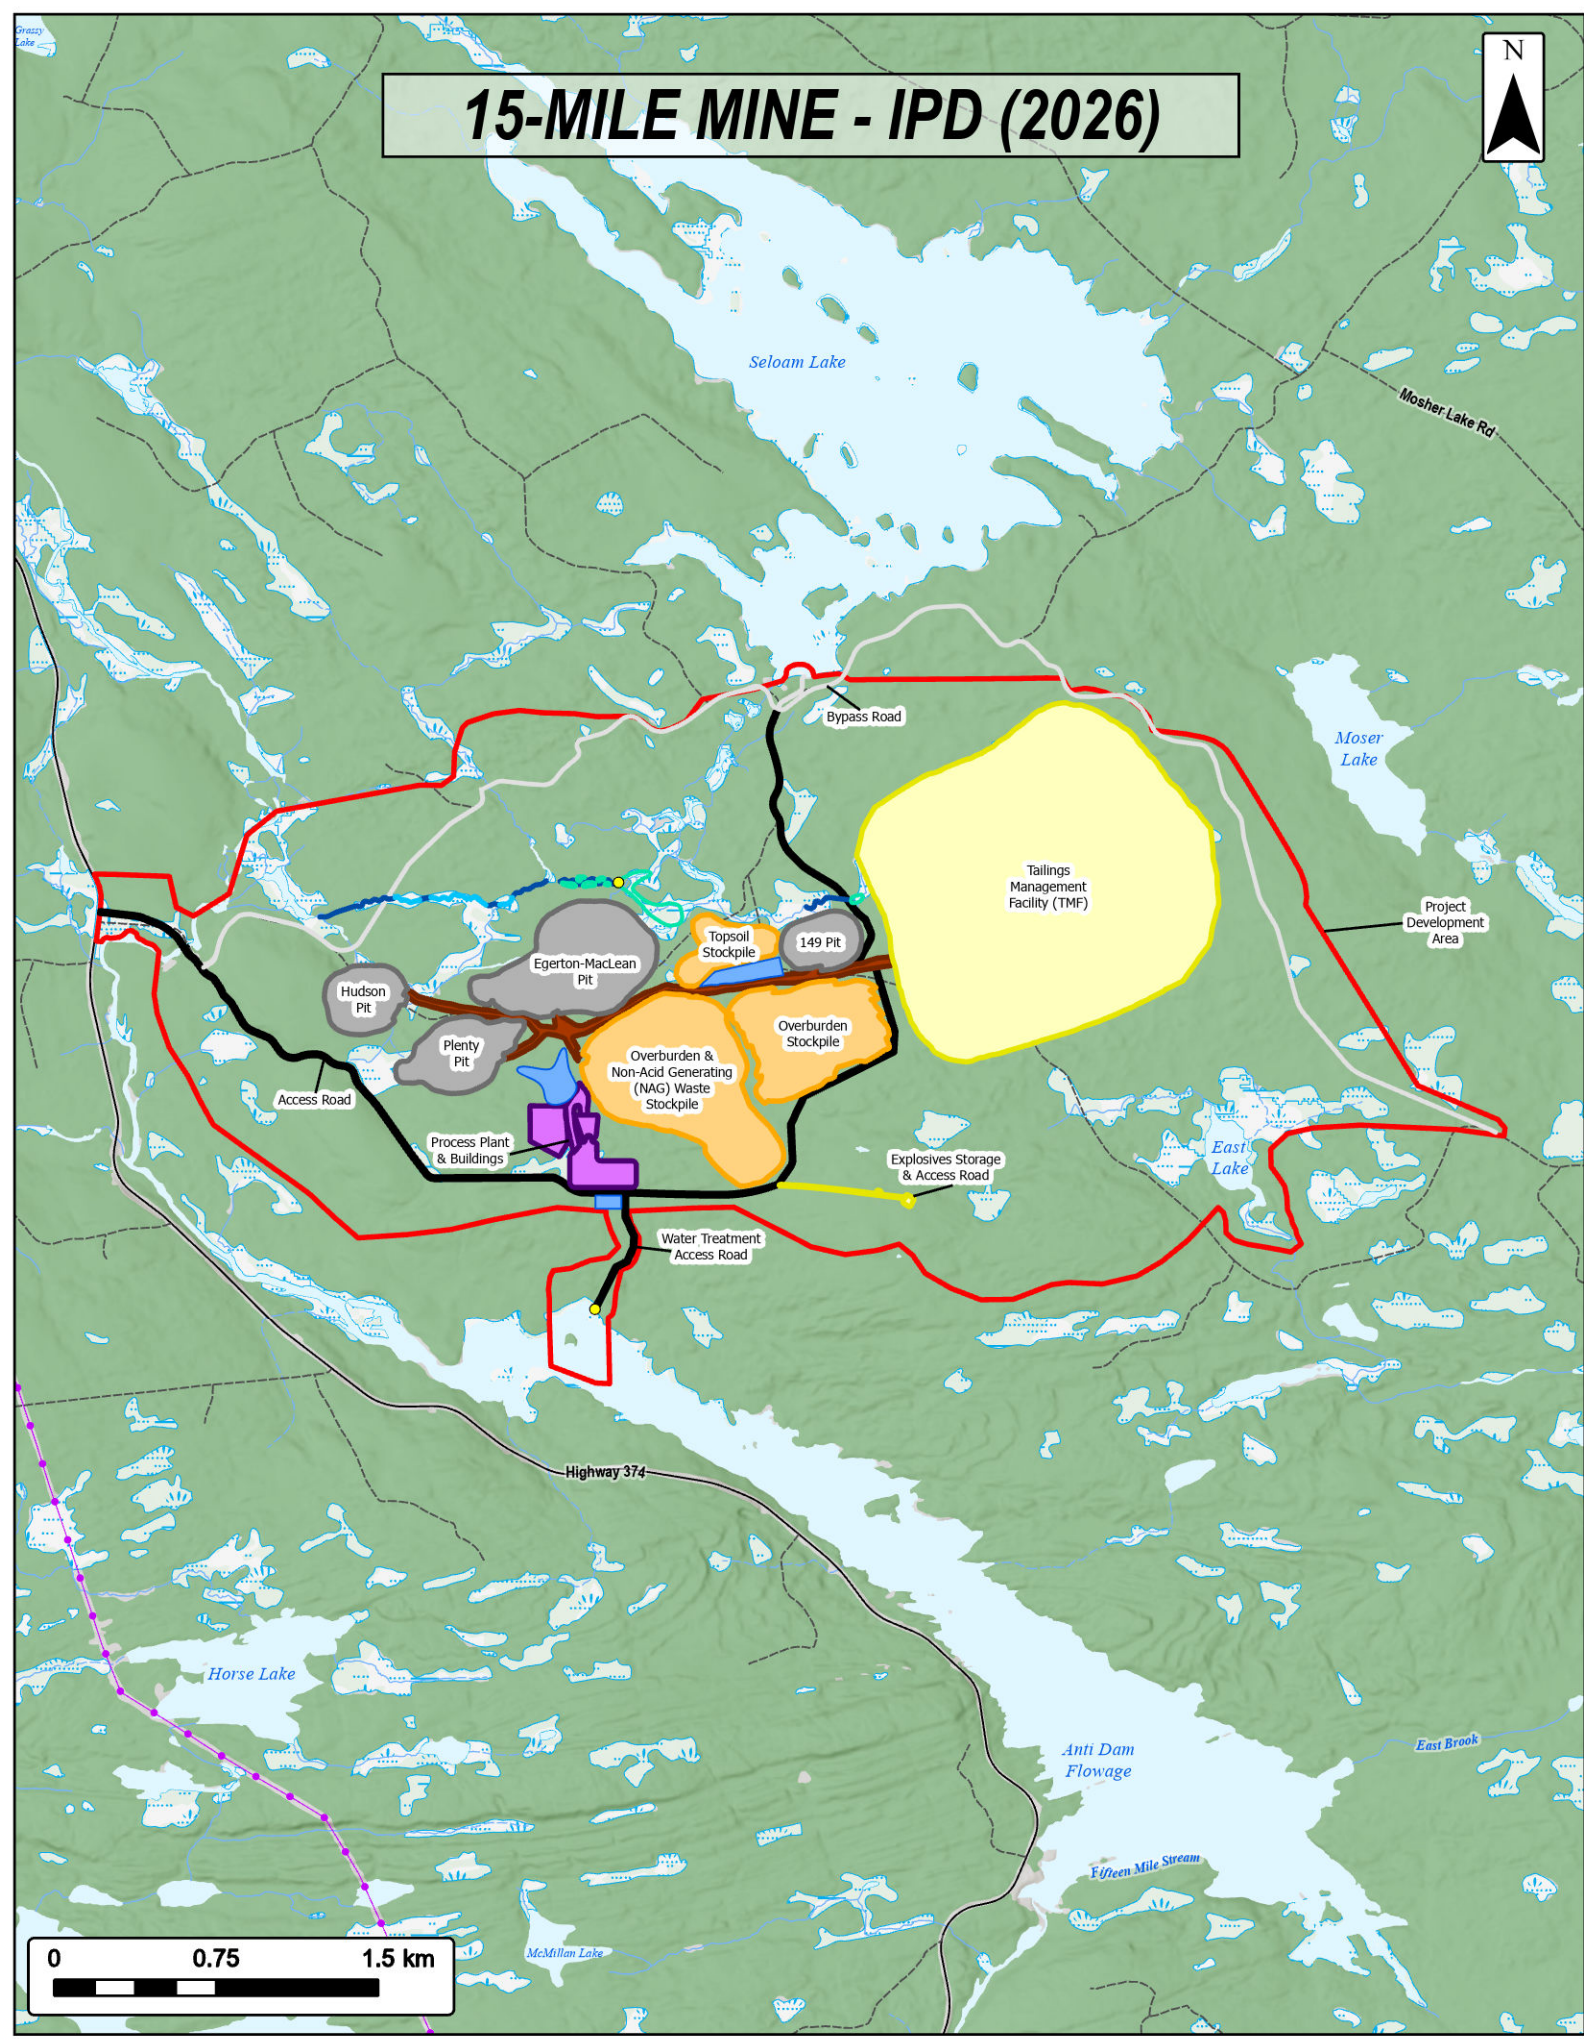 Grassy
Lake
N
15-MILE MINE - IPD (2026)
Seloam Lake
Mosher Lake Rd
Bypass Road
Moser
Lake
Tailings
Management
Facility (TMF)
Project
Development
Area
Topsoil
Stockpile
149 Pit
Egerton-MacLean
Pit
Hudson
Pit
Overburden
Stockpile
Plenty
Pit
Overburden &
Non-Acid Generating
(NAG) Waste
Stockpile
Access Road
Process Plant
& Buildings
East
Lake
Explosives Storage
& Access Road
Water Treatment
Access Road
Highway 374
Horse Lake
Anti Dam
Flowage
East Brook
Fifteen Mile Stream
McMillan Lake
0 0.75 1.5 km